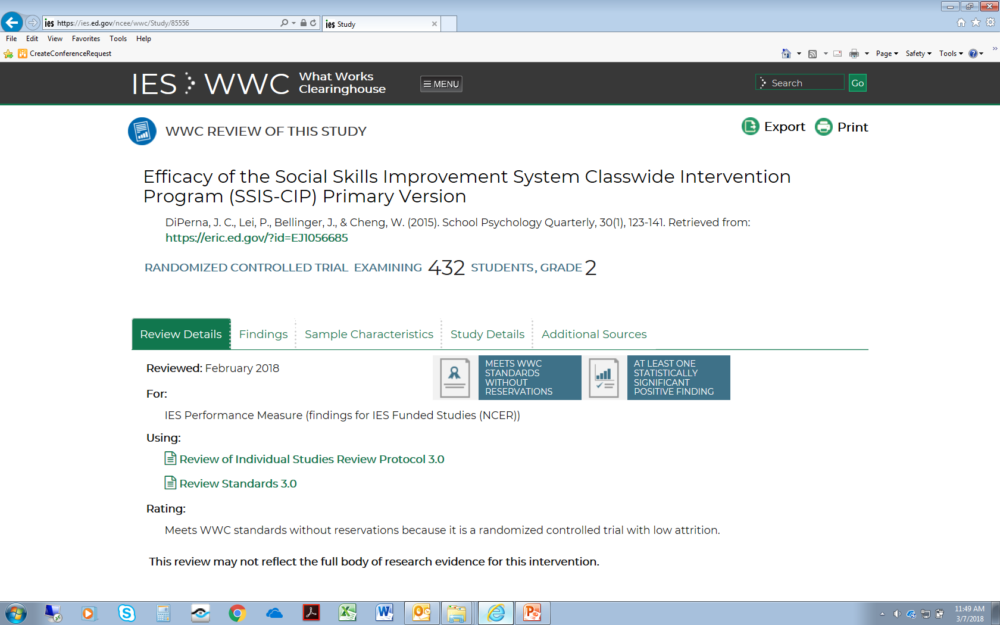 ies https://ies.ed.gov/ncee/wwc/Study/85556
ies Study
File Edit View Favorites Tools Help
CreateConferenceRequest
Page Safety Tools
IES WWC What Works Clearinghouse
MENU
Search Go
WWC REVIEW OF THIS STUDY
Export Print
Efficacy of the Social Skills Improvement System Classwide Intervention
Program (SSIS-CIP) Primary Version
DiPerna, J. C., Lei, P., Bellinger, J., & Cheng, W. (2015). School Psychology Quarterly, 30(1), 123-141. Retrieved from:
https://eric.ed.gov/?id=EJ1056685
RANDOMIZED CONTROLLED TRIAL EXAMINING 432 STUDENTS, GRADE 2
Review Details Findings Sample Characteristics Study Details Additional Sources
Reviewed: February 2018
MEETS WWC
STANDARDS
WITHOUT
RESERVATIONS
AT LEAST ONE
STATISTICALLY
SIGNIFICANT
POSITIVE FINDING
For:
IES Performance Measure (findings for IES Funded Studies (NCER))
Using:
Review of Individual Studies Review Protocol 3.0
Review Standards 3.0
Rating:
Meets WWC standards without reservations because it is a randomized controlled trial with low attrition.
This review may not reflect the full body of research evidence for this intervention.
11:49 AM
3/7/2018